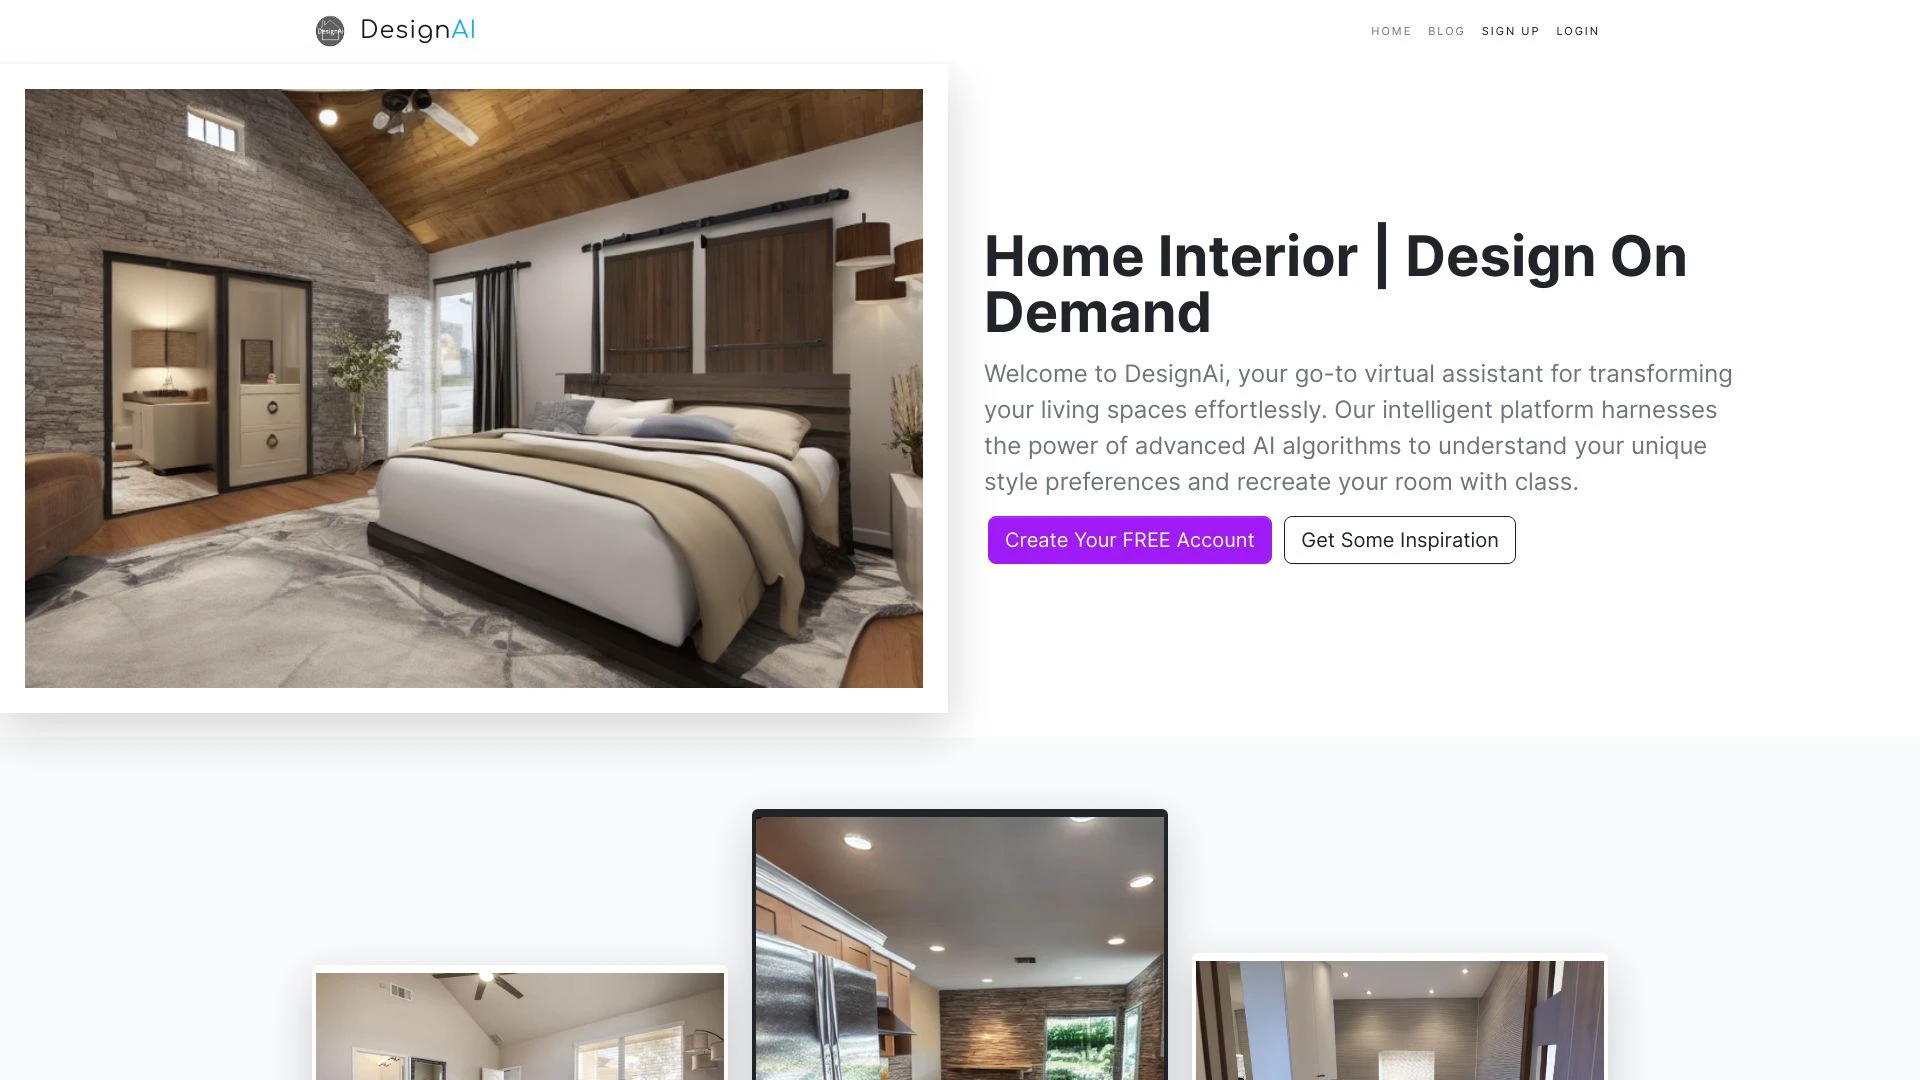 DesignAi
DesignAI
HOME BLOG SIGN UP LOGIN
Home Interior | Design On
Demand
Welcome to DesignAi, your go-to virtual assistant for transforming
your living spaces effortlessly. Our intelligent platform harnesses
the power of advanced AI algorithms to understand your unique
style preferences and recreate your room with class.
Create Your FREE Account
Get Some Inspiration